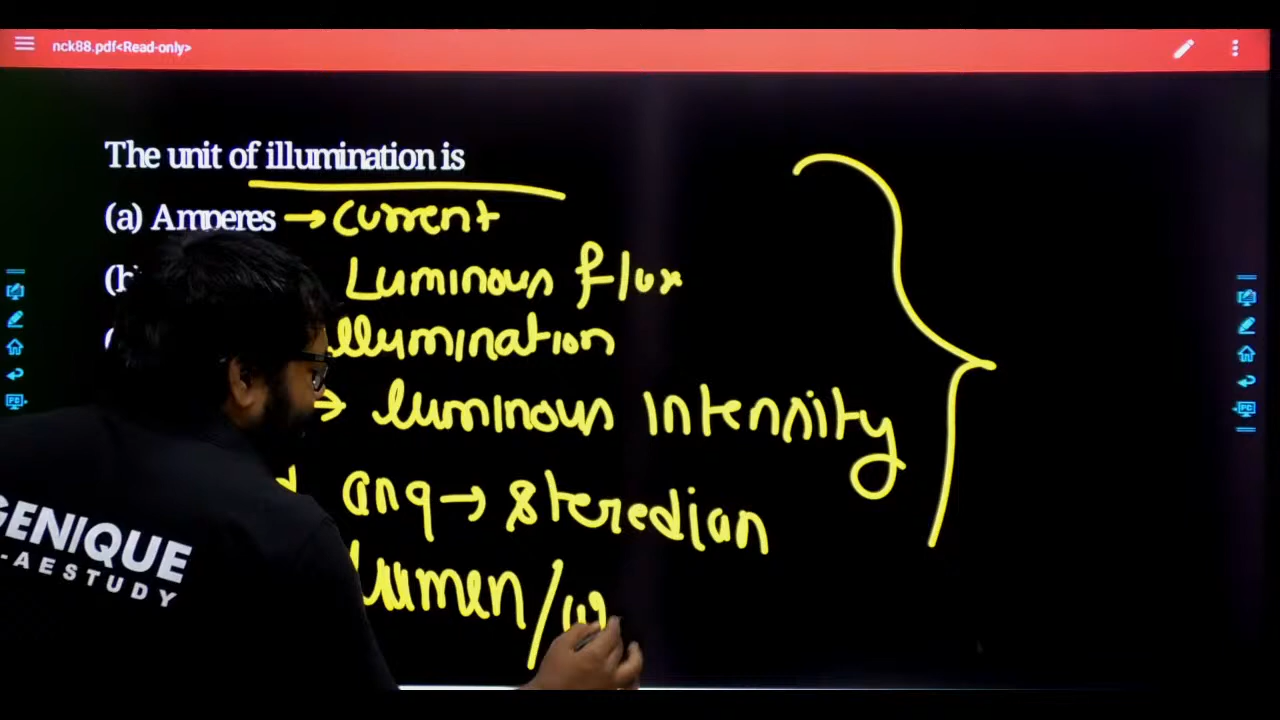 nck88.pdf<Read-only>
The unit of illumination is
(a) Amperes → Current
(b) Luminous flux
illumination
→ luminous intensity
ang → steredian
Lumen/w
GENIQUE
-AESTUDY